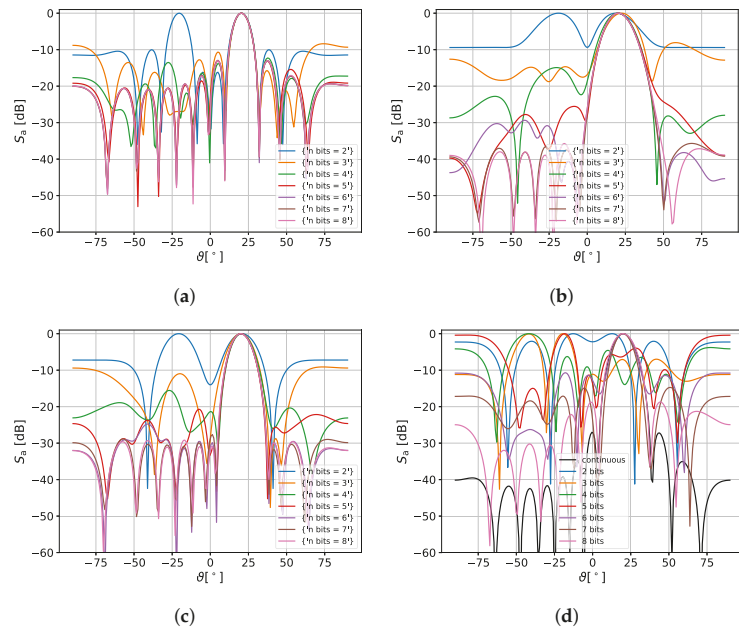 0
−10
−20
−30
−40
−50
−60
Sa [dB]
−75 −50 −25 0 25 50 75
ϑ[°]
{'n bits = 2'}
{'n bits = 3'}
{'n bits = 4'}
{'n bits = 5'}
{'n bits = 6'}
{'n bits = 7'}
{'n bits = 8'}
(a)
0
−10
−20
−30
−40
−50
−60
Sa [dB]
−75 −50 −25 0 25 50 75
ϑ[°]
{'n bits = 2'}
{'n bits = 3'}
{'n bits = 4'}
{'n bits = 5'}
{'n bits = 6'}
{'n bits = 7'}
{'n bits = 8'}
(b)
0
−10
−20
−30
−40
−50
−60
Sa [dB]
−75 −50 −25 0 25 50 75
ϑ[°]
{'n bits = 2'}
{'n bits = 3'}
{'n bits = 4'}
{'n bits = 5'}
{'n bits = 6'}
{'n bits = 7'}
{'n bits = 8'}
(c)
0
−10
−20
−30
−40
−50
−60
Sa [dB]
−75 −50 −25 0 25 50 75
ϑ[°]
continuous
2 bits
3 bits
4 bits
5 bits
6 bits
7 bits
8 bits
(d)